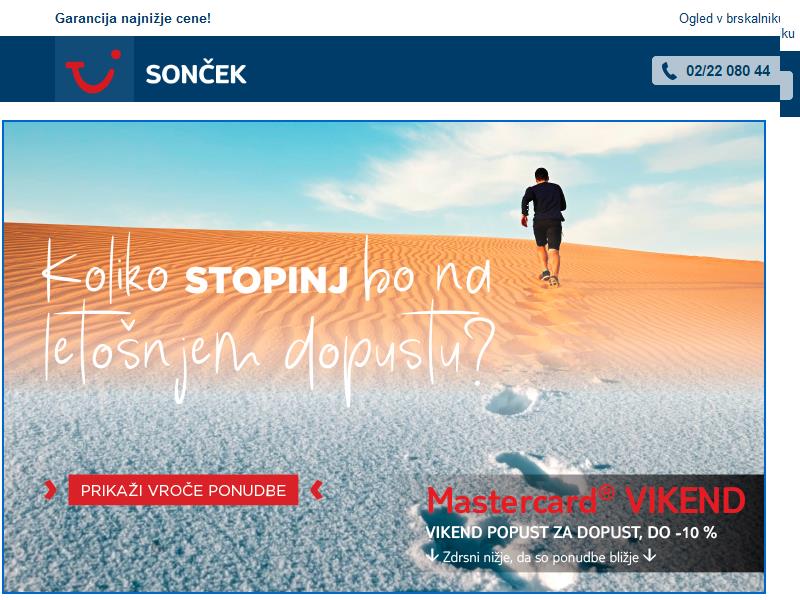 Garancija najnižje cene!
Ogled v brskalniku
ku
SONČEK
02/22 080 44
Koliko STOPINJ bo na
letošnjem dopustu?
PRIKAŽI VROČE PONUDBE
Mastercard® VIKEND
VIKEND POPUST ZA DOPUST, DO -10 %
Zdrsni nižje, da so ponudbe bližje